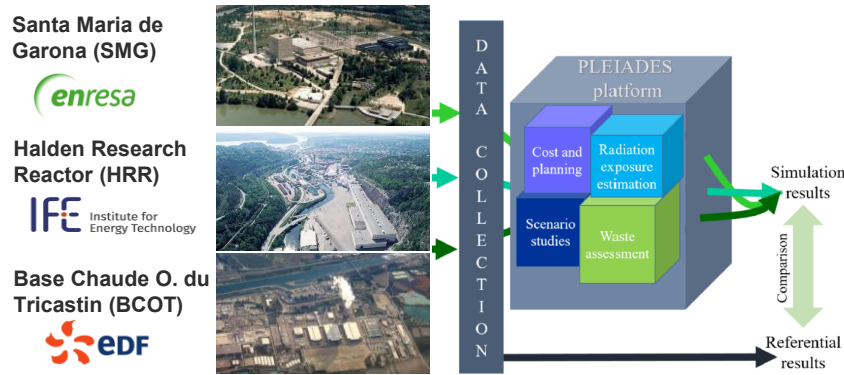 Santa Maria de
Garona (SMG)
enresa
Halden Research
Reactor (HRR)
IFE Institute for
Energy Technology
Base Chaude O. du
Tricastin (BCOT)
eDF
DATA COLLECTION
PLEIADES
platform
Cost and
planning
Radiation
exposure
estimation
Scenario
studies
Waste
assessment
Simulation
results
Comparison
Referential
results